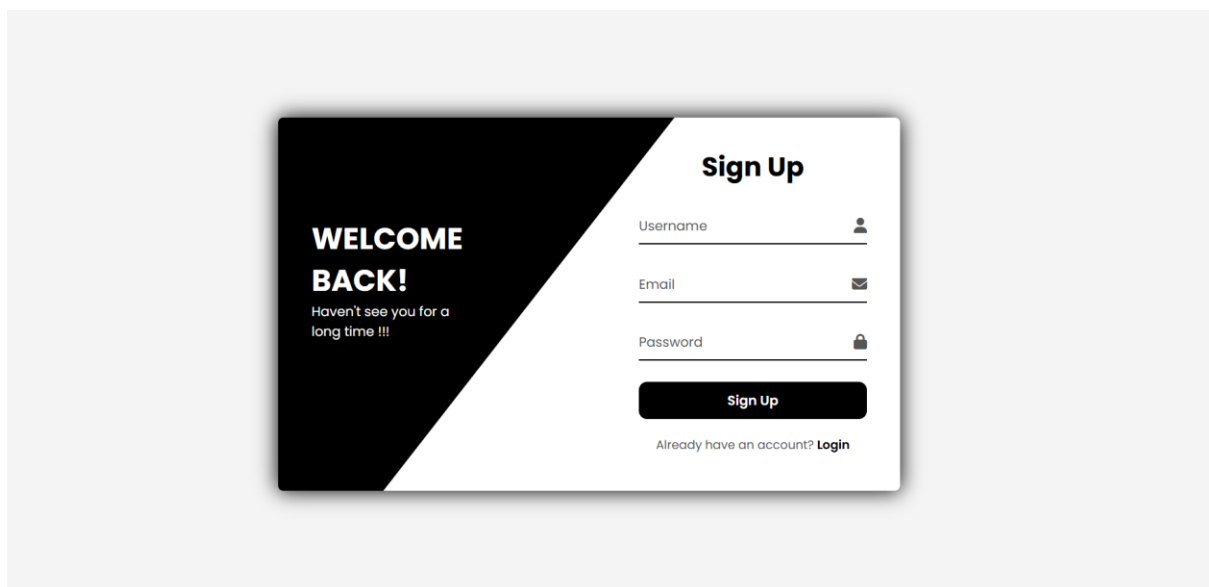 WELCOME
BACK!
Haven't see you for a
long time !!!
Sign Up
Username
Email
Password
Sign Up
Already have an account? Login